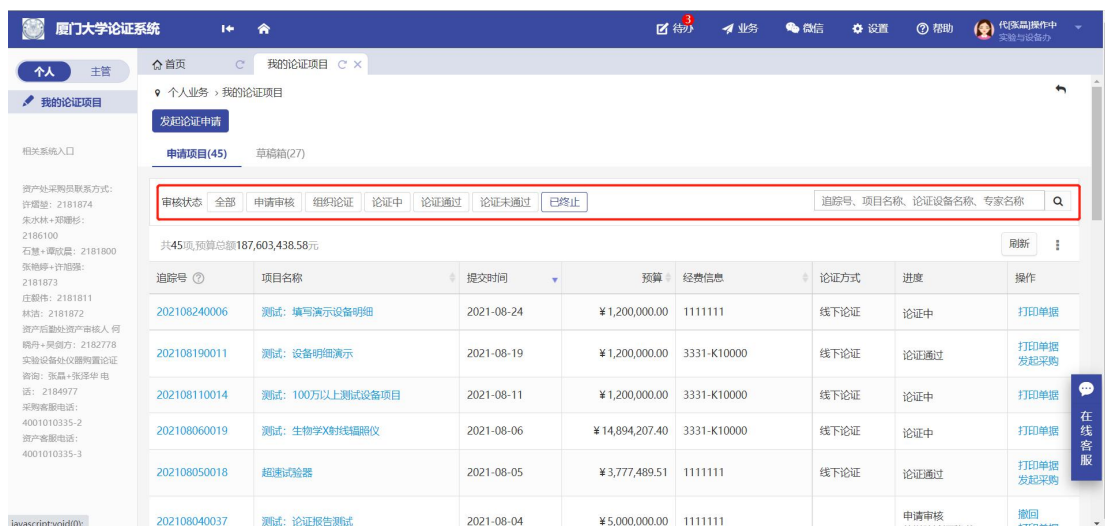 厦门大学论证系统
待办 3 业务 微信 设置 帮助 代[张晶]操作中
实验与设备办
个人 主管
首页 我的论证项目
我的论证项目
个人业务 › 我的论证项目
发起论证申请
相关系统入口
申请项目(45) 草稿箱(27)
资产处采购员联系方式:
2181874
审核状态 全部 申请审核 组织论证 论证中 论证通过 论证未通过 已终止 追踪号、项目名称、论证设备名称、专家名称
朱水林+郑珊杉:
2186100
石慧+谭欣晨: 2181800
共45项,预算总额187,603,438.58元 刷新
张艳婷+许旭强:
2181873
追踪号 项目名称 提交时间 预算 经费信息 论证方式 进度 操作
庄毅伟: 2181811
林洁: 2181872
资产后勤处资产审核人 何
晓舟+吴剑方: 2182778
实验设备处仪器购置论证
咨询: 张晶+张泽华 电
话: 2184977
采购客服电话:
4001010335-2
资产客服电话:
4001010335-3
202108240006 测试: 填写演示设备明细 2021-08-24 ¥1,200,000.00 1111111 线下论证 论证中 打印单据
202108190011 测试: 设备明细演示 2021-08-19 ¥1,200,000.00 3331-K10000 线下论证 论证通过 打印单据
发起采购
202108110014 测试: 100万以上测试设备项目 2021-08-11 ¥1,200,000.00 3331-K10000 线下论证 论证中 打印单据
202108060019 测试: 生物学X射线辐照仪 2021-08-06 ¥14,894,207.40 3331-K10000 线下论证 论证中 打印单据
202108050018 超速试验器 2021-08-05 ¥3,777,489.51 1111111 线下论证 论证通过 打印单据
发起采购
202108040037 测试: 论证报告测试 2021-08-04 ¥5,000,000.00 1111111 申请审核 撤回
在线客服
javascript:void(0);